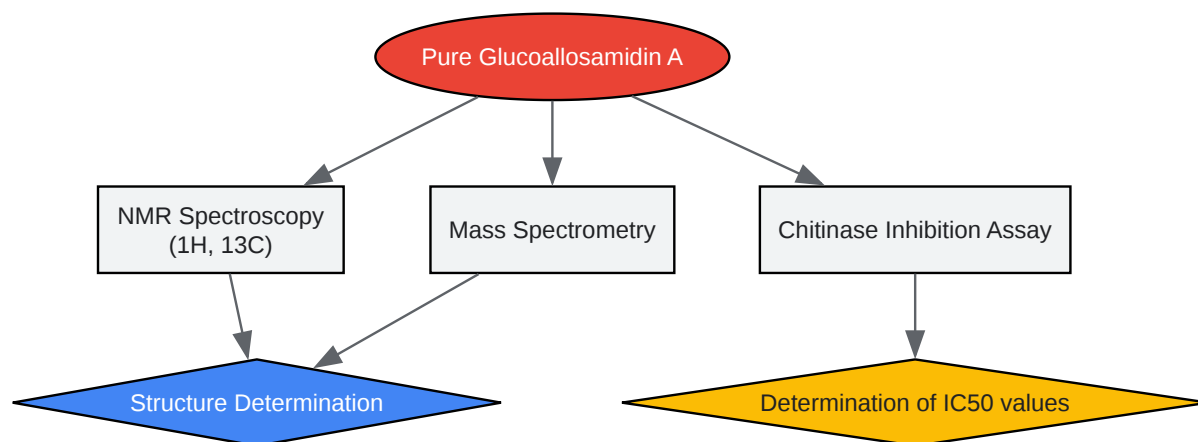 Pure Glucoallosamidin A
NMR Spectroscopy
(1H, 13C)
Mass Spectrometry
Chitinase Inhibition Assay
Structure Determination
Determination of IC50 values